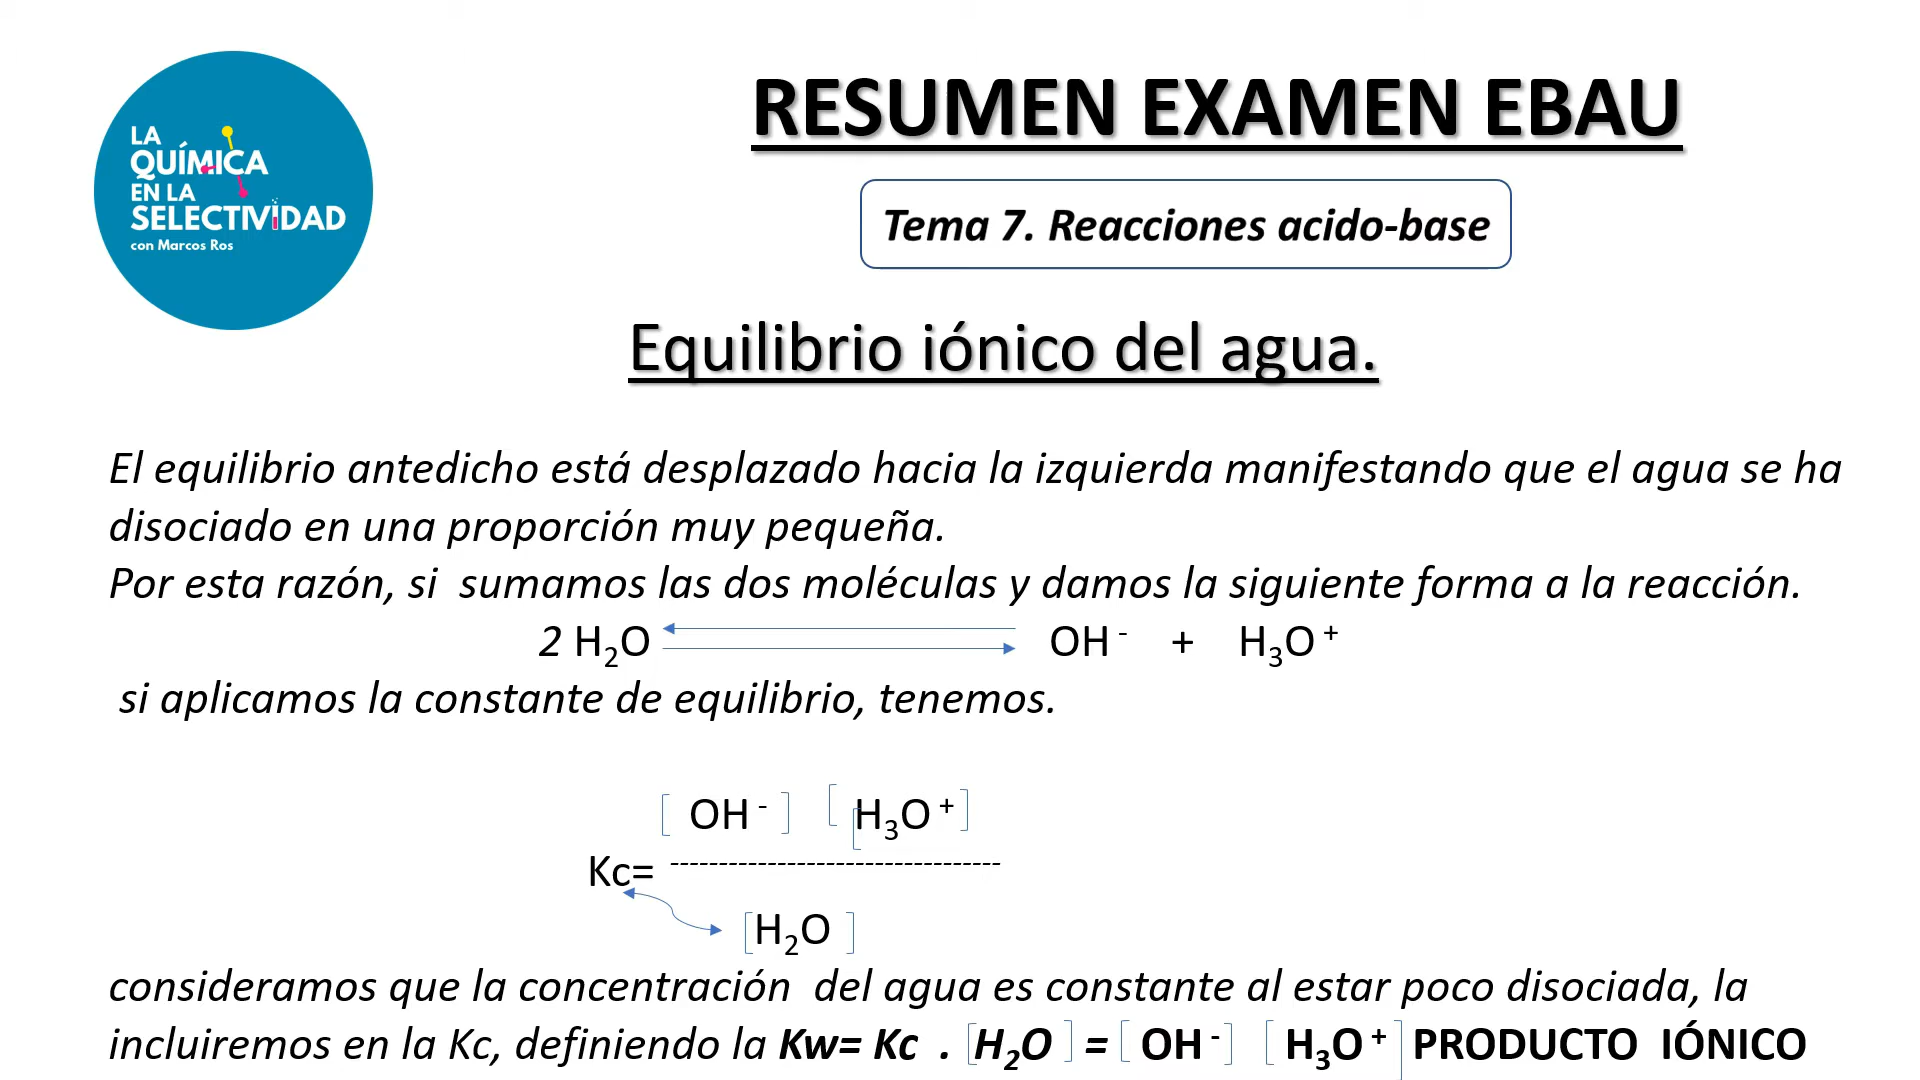 LA
QUÍMICA
EN LA
SELECTIVIDAD
con Marcos Ros
RESUMEN EXAMEN EBAU
Tema 7. Reacciones acido-base
Equilibrio iónico del agua.
El equilibrio antedicho está desplazado hacia la izquierda manifestando que el agua se ha
disociado en una proporción muy pequeña.
Por esta razón, si sumamos las dos moléculas y damos la siguiente forma a la reacción.
2 H₂O ⇄ OH⁻ + H₃O⁺
si aplicamos la constante de equilibrio, tenemos.
[ OH⁻ ] [ H₃O⁺ ]
Kc= ----------------------------------
[H₂O ]
consideramos que la concentración del agua es constante al estar poco disociada, la
incluiremos en la Kc, definiendo la Kw= Kc . [H₂O ] = [ OH⁻ ] [ H₃O⁺ ] PRODUCTO IÓNICO